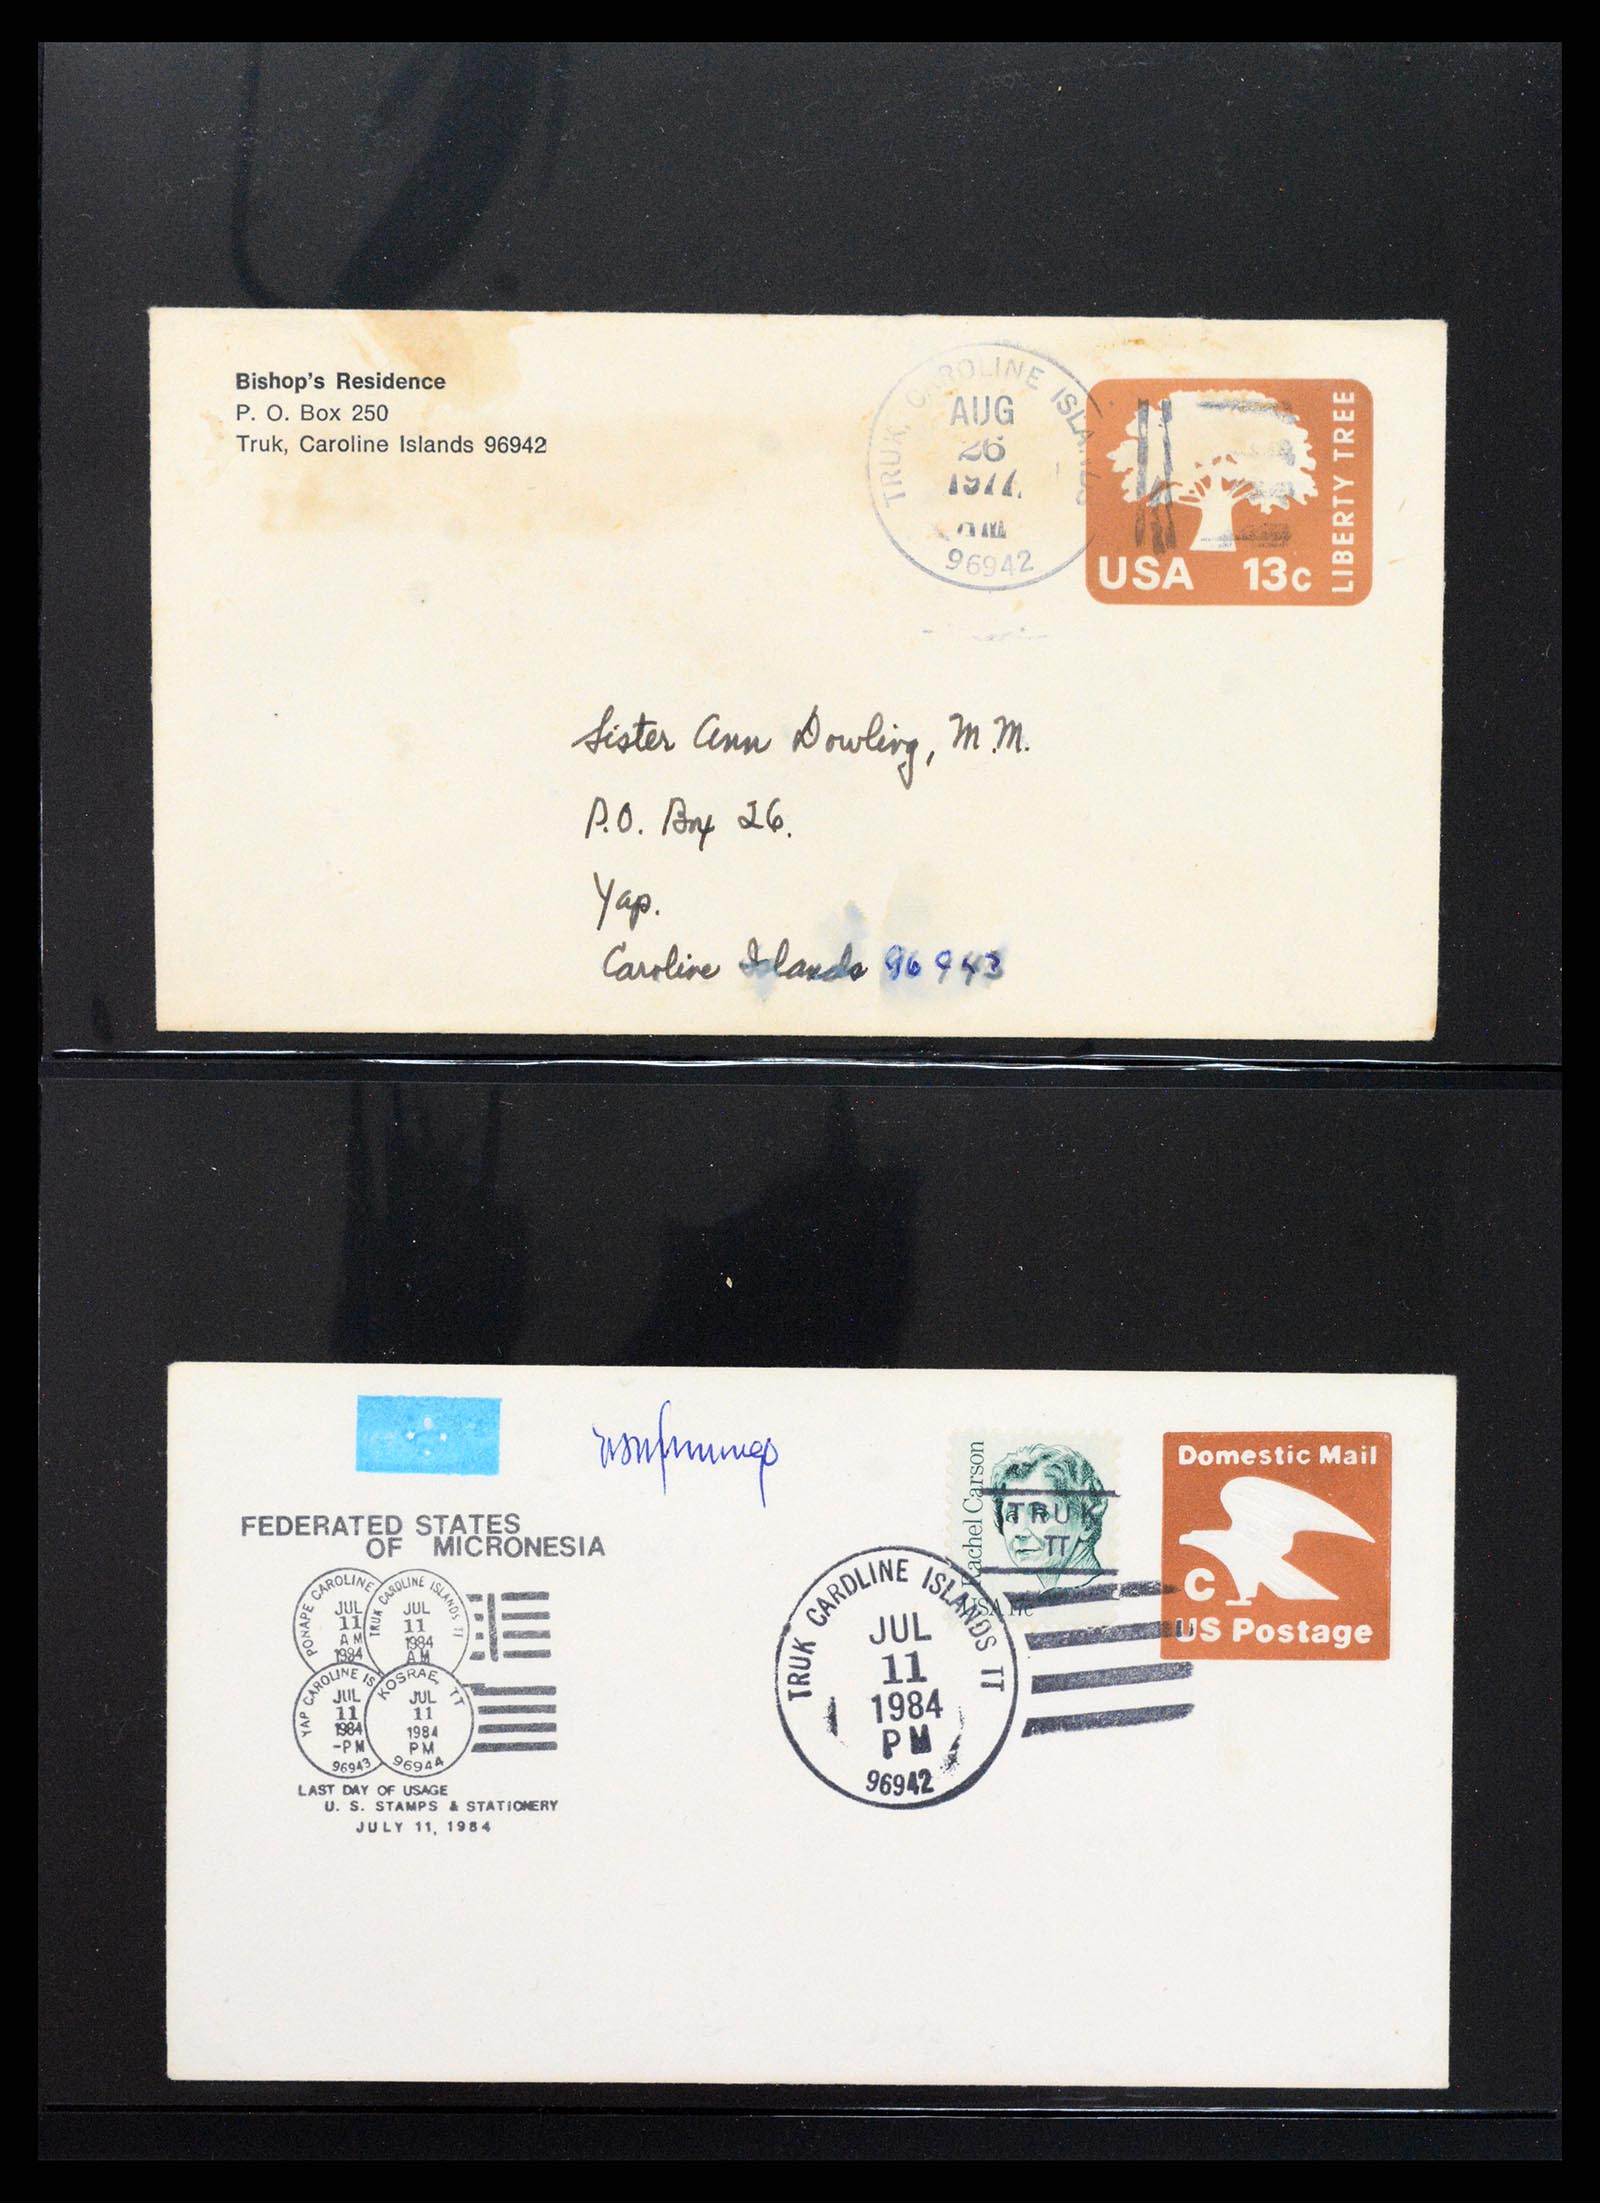 Bishop's Residence
P. O. Box 250
Truk, Caroline Islands 96942
TRUK, CAROLINE ISLANDS
AUG
26
1977
96942
LIBERTY TREE
USA 13c
Sister Ann Dowling, M.M.
P.O. Box 26.
Yap.
Caroline Islands 96943
FEDERATED STATES
OF MICRONESIA
PONAPE CAROLINE
JUL
11
AM
1984
TRUK CAROLINE ISLANDS TT
JUL
11
1984
AM
YAP CAROLINE IS
JUL
11
1984
-PM
96943
KOSRAE, TT
JUL
11
1984
PM
96944
LAST DAY OF USAGE
U. S. STAMPS & STATIONERY
JULY 11, 1984
Rachel Carson
USA 17c
TRUK
TT
TRUK CAROLINE ISLANDS TT
JUL
11
1984
PM
96942
Domestic Mail
C
US Postage